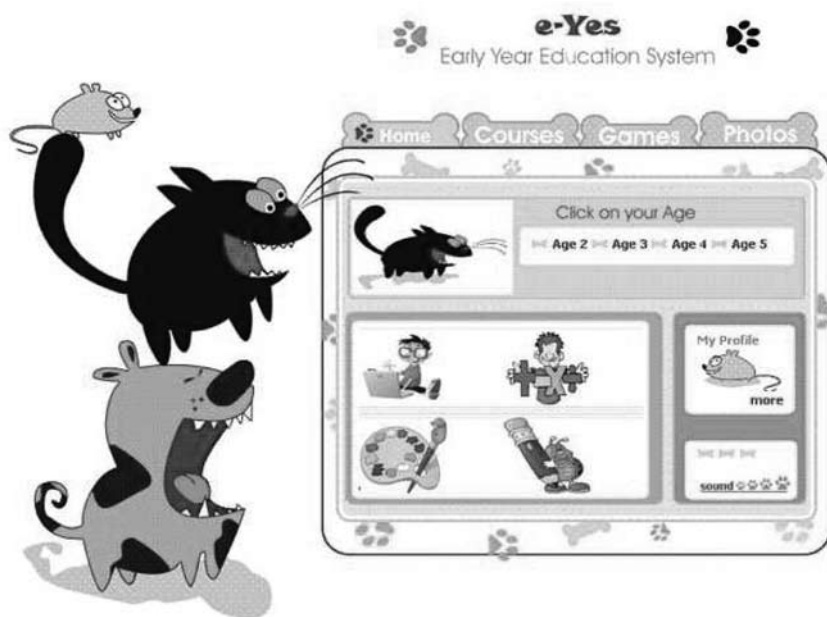 e-Yes
Early Year Education System
Home Courses Games Photos
Click on your Age
Age 2 Age 3 Age 4 Age 5
My Profile
more
sound